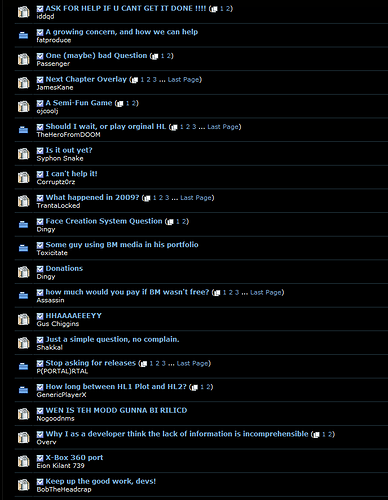 ASK FOR HELP IF U CANT GET IT DONE !!!! ( 1 2)
iddqd
A growing concern, and how we can help
fatproduce
One (maybe) bad Question ( 1 2)
Passenger
Next Chapter Overlay ( 1 2 3 ... Last Page)
JamesKane
A Semi-Fun Game ( 1 2)
ojcoolj
Should I wait, or play orginal HL ( 1 2 3 ... Last Page)
TheHeroFromDOOM
Is it out yet?
Syphon Snake
I can't help it!
Corruptz0rz
What happened in 2009? ( 1 2 3 ... Last Page)
TrantaLocked
Face Creation System Question ( 1 2)
Dingy
Some guy using BM media in his portfolio
Toxicitate
Donations
Dingy
how much would you pay if BM wasn't free? ( 1 2 3 ... Last Page)
Assassin
HHAAAAEEEYY
Gus Chiggins
Just a simple question, no complain.
Shakkal
Stop asking for releases ( 1 2 3 ... Last Page)
P(PORTAL)RTAL
How long between HL1 Plot and HL2? ( 1 2)
GenericPlayerX
WEN IS TEH MODD GUNNA BI RILICD
Nogoodnms
Why I as a developer think the lack of information is incomprehensible ( 1 2)
Overv
X-Box 360 port
Eion Kilant 739
Keep up the good work, devs!
BobTheHeadcrap